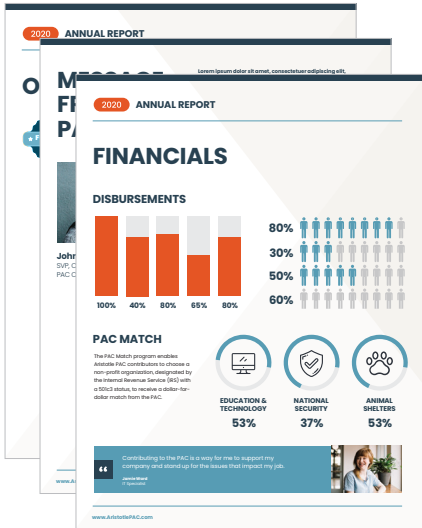 2020 ANNUAL REPORT
O
2020 ANNUAL REPORT
FINANCIALS
DISBURSEMENTS
100% 40% 80% 65% 80%
80%
30%
50%
60%
PAC MATCH
The PAC Match program enables
Aristotle PAC contributors to choose a
non-profit organization, designated by
the Internal Revenue Service (IRS) with
a 501c3 status, to receive a dollar-for-
dollar match from the PAC.
EDUCATION &
TECHNOLOGY
53%
NATIONAL
SECURITY
37%
ANIMAL
SHELTERS
53%
Contributing to the PAC is a way for me to support my
company and stand up for the issues that impact my job.
Jamie Ward
IT Specialist
www.AristotlePAC.com
MESSAGE
FR
PA
Lorem ipsum dolor sit amet, consectetuer adipiscing elit,
John
SVP, C
PAC C
www.A